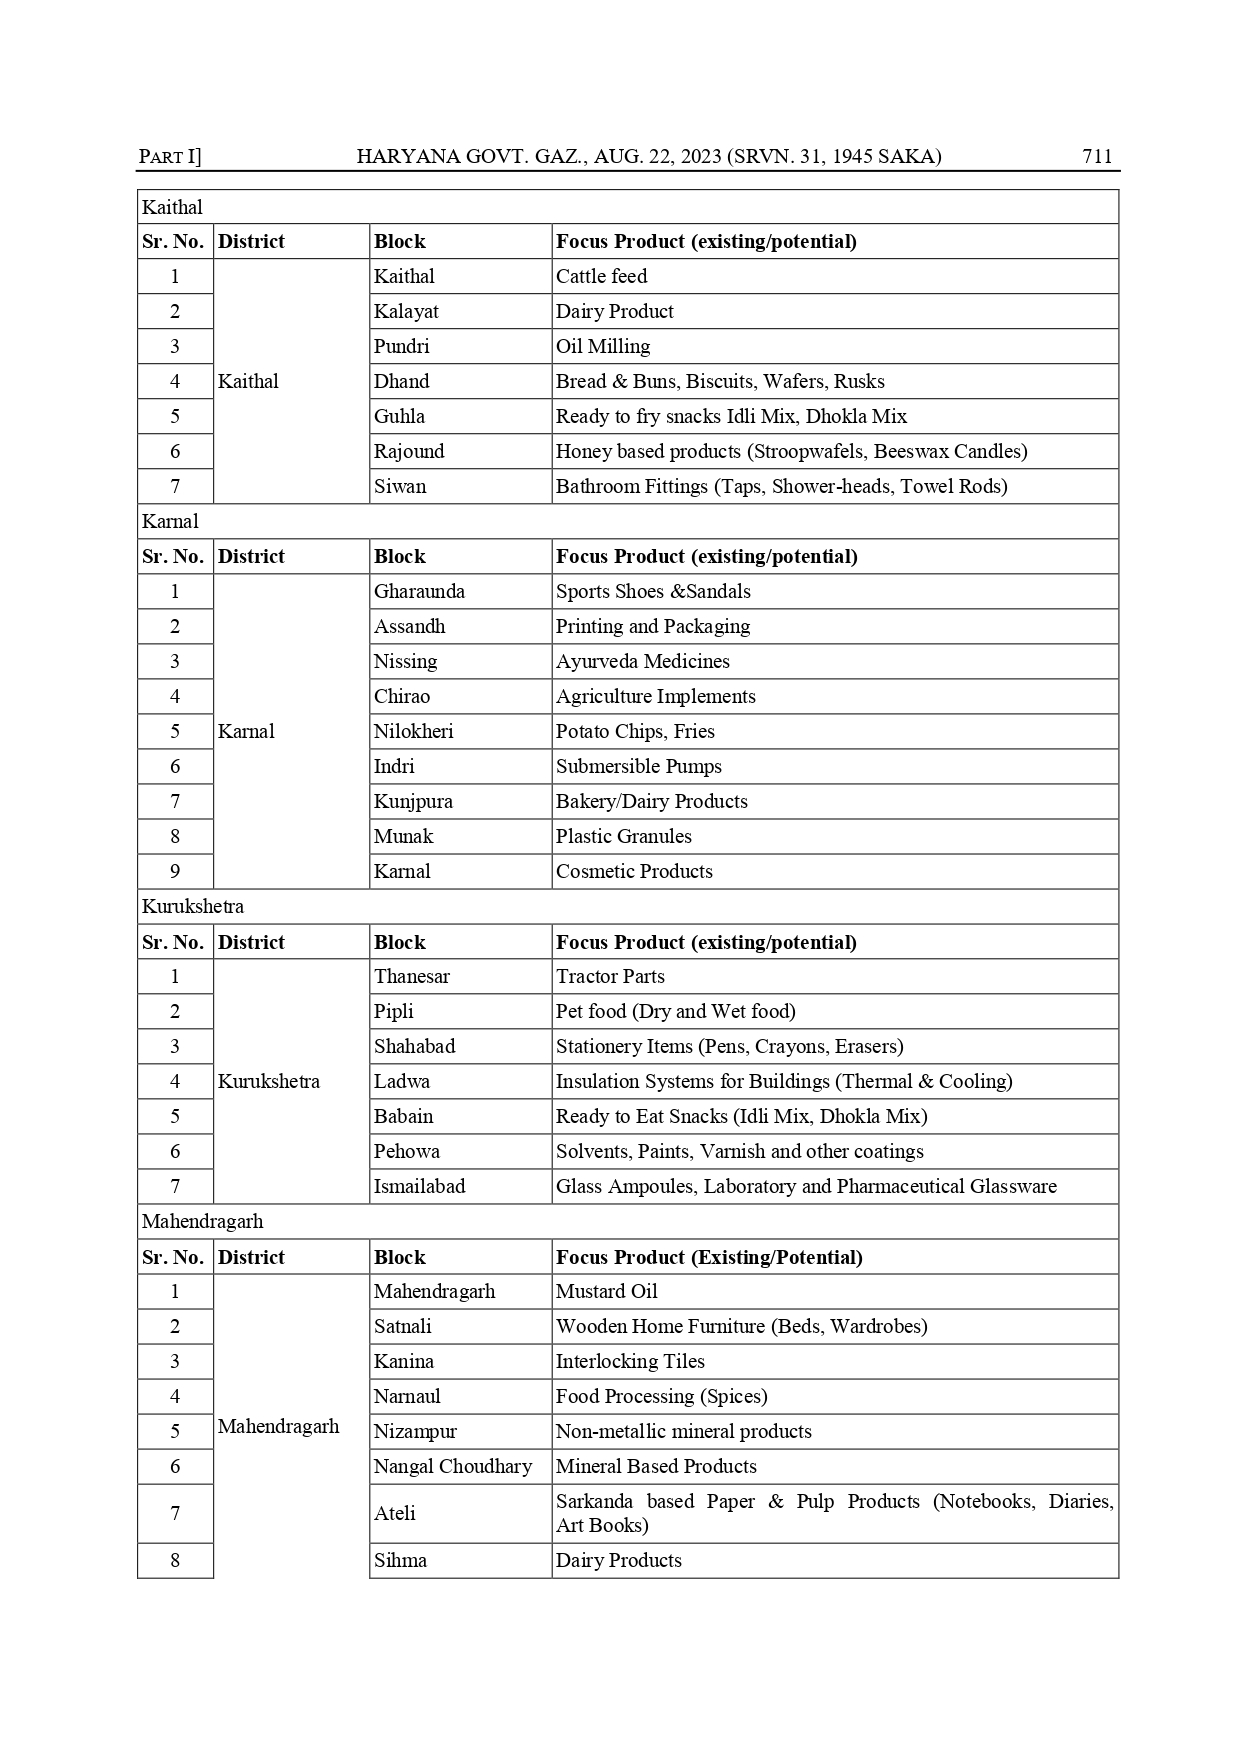 PART I] HARYANA GOVT. GAZ., AUG. 22, 2023 (SRVN. 31, 1945 SAKA) 711
Kaithal
Sr. No. District Block Focus Product (existing/potential)
1 Kaithal Cattle feed
2 Kalayat Dairy Product
3 Pundri Oil Milling
4 Kaithal Dhand Bread & Buns, Biscuits, Wafers, Rusks
5 Guhla Ready to fry snacks Idli Mix, Dhokla Mix
6 Rajound Honey based products (Stroopwafels, Beeswax Candles)
7 Siwan Bathroom Fittings (Taps, Shower-heads, Towel Rods)
Karnal
Sr. No. District Block Focus Product (existing/potential)
1 Gharaunda Sports Shoes &Sandals
2 Assandh Printing and Packaging
3 Nissing Ayurveda Medicines
4 Chirao Agriculture Implements
5 Karnal Nilokheri Potato Chips, Fries
6 Indri Submersible Pumps
7 Kunjpura Bakery/Dairy Products
8 Munak Plastic Granules
9 Karnal Cosmetic Products
Kurukshetra
Sr. No. District Block Focus Product (existing/potential)
1 Thanesar Tractor Parts
2 Pipli Pet food (Dry and Wet food)
3 Shahabad Stationery Items (Pens, Crayons, Erasers)
4 Kurukshetra Ladwa Insulation Systems for Buildings (Thermal & Cooling)
5 Babain Ready to Eat Snacks (Idli Mix, Dhokla Mix)
6 Pehowa Solvents, Paints, Varnish and other coatings
7 Ismailabad Glass Ampoules, Laboratory and Pharmaceutical Glassware
Mahendragarh
Sr. No. District Block Focus Product (Existing/Potential)
1 Mahendragarh Mustard Oil
2 Satnali Wooden Home Furniture (Beds, Wardrobes)
3 Kanina Interlocking Tiles
4 Narnaul Food Processing (Spices)
5 Mahendragarh Nizampur Non-metallic mineral products
6 Nangal Choudhary Mineral Based Products
7 Ateli Sarkanda based Paper & Pulp Products (Notebooks, Diaries,
Art Books)
8 Sihma Dairy Products